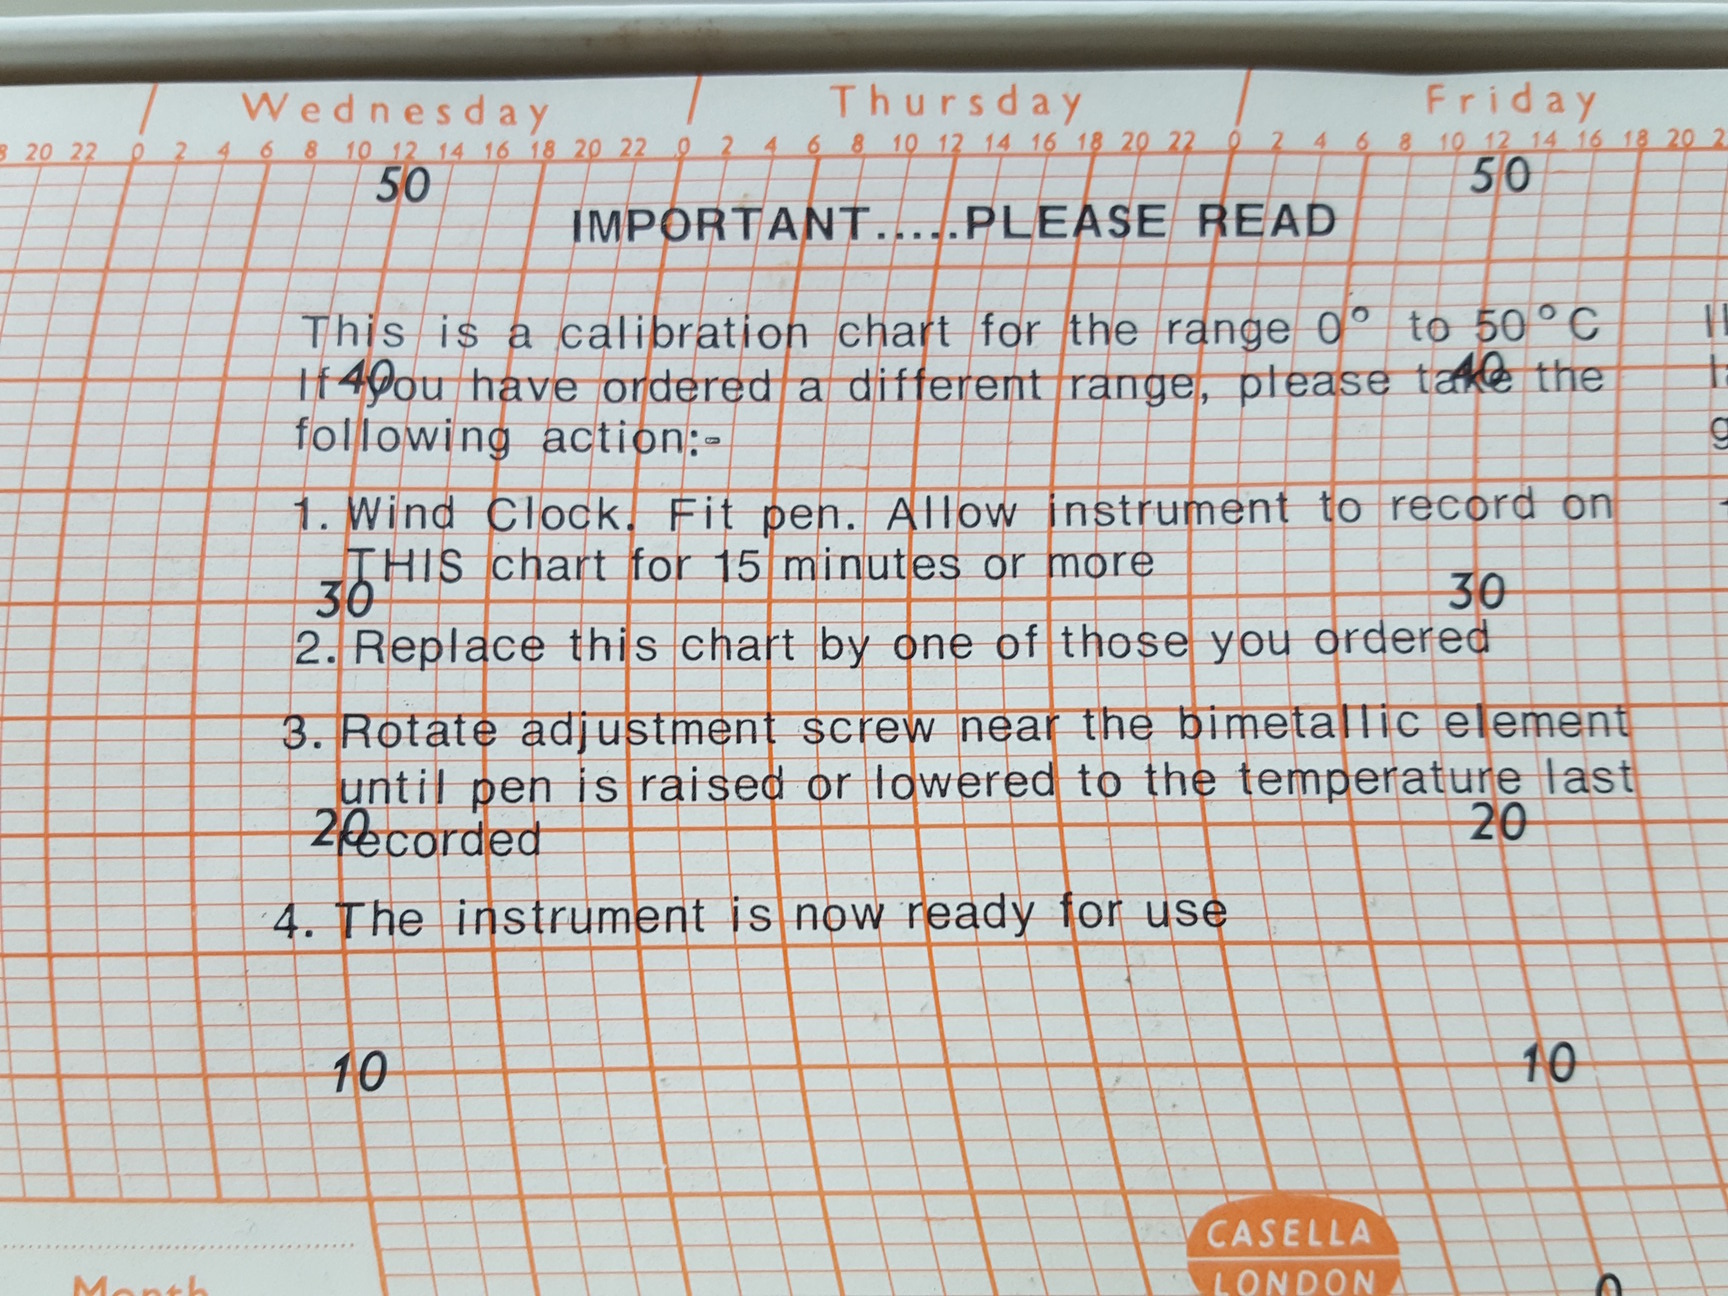 Wednesday Thursday Friday
20 22 0 2 4 6 8 10 12 14 16 18 20 22 0 2 4 6 8 10 12 14 16 18 20 22 0 2 4 6 8 10 12 14 16 18 20
50 50
IMPORTANT.....PLEASE READ
This is a calibration chart for the range 0° to 50°C
40 40
If you have ordered a different range, please take the
following action:-
1. Wind Clock. Fit pen. Allow instrument to record on
THIS chart for 15 minutes or more
30 30
2. Replace this chart by one of those you ordered
3. Rotate adjustment screw near the bimetallic element
until pen is raised or lowered to the temperature last
20 20
recorded
4. The instrument is now ready for use
10 10
CASELLA
LONDON
Month
0